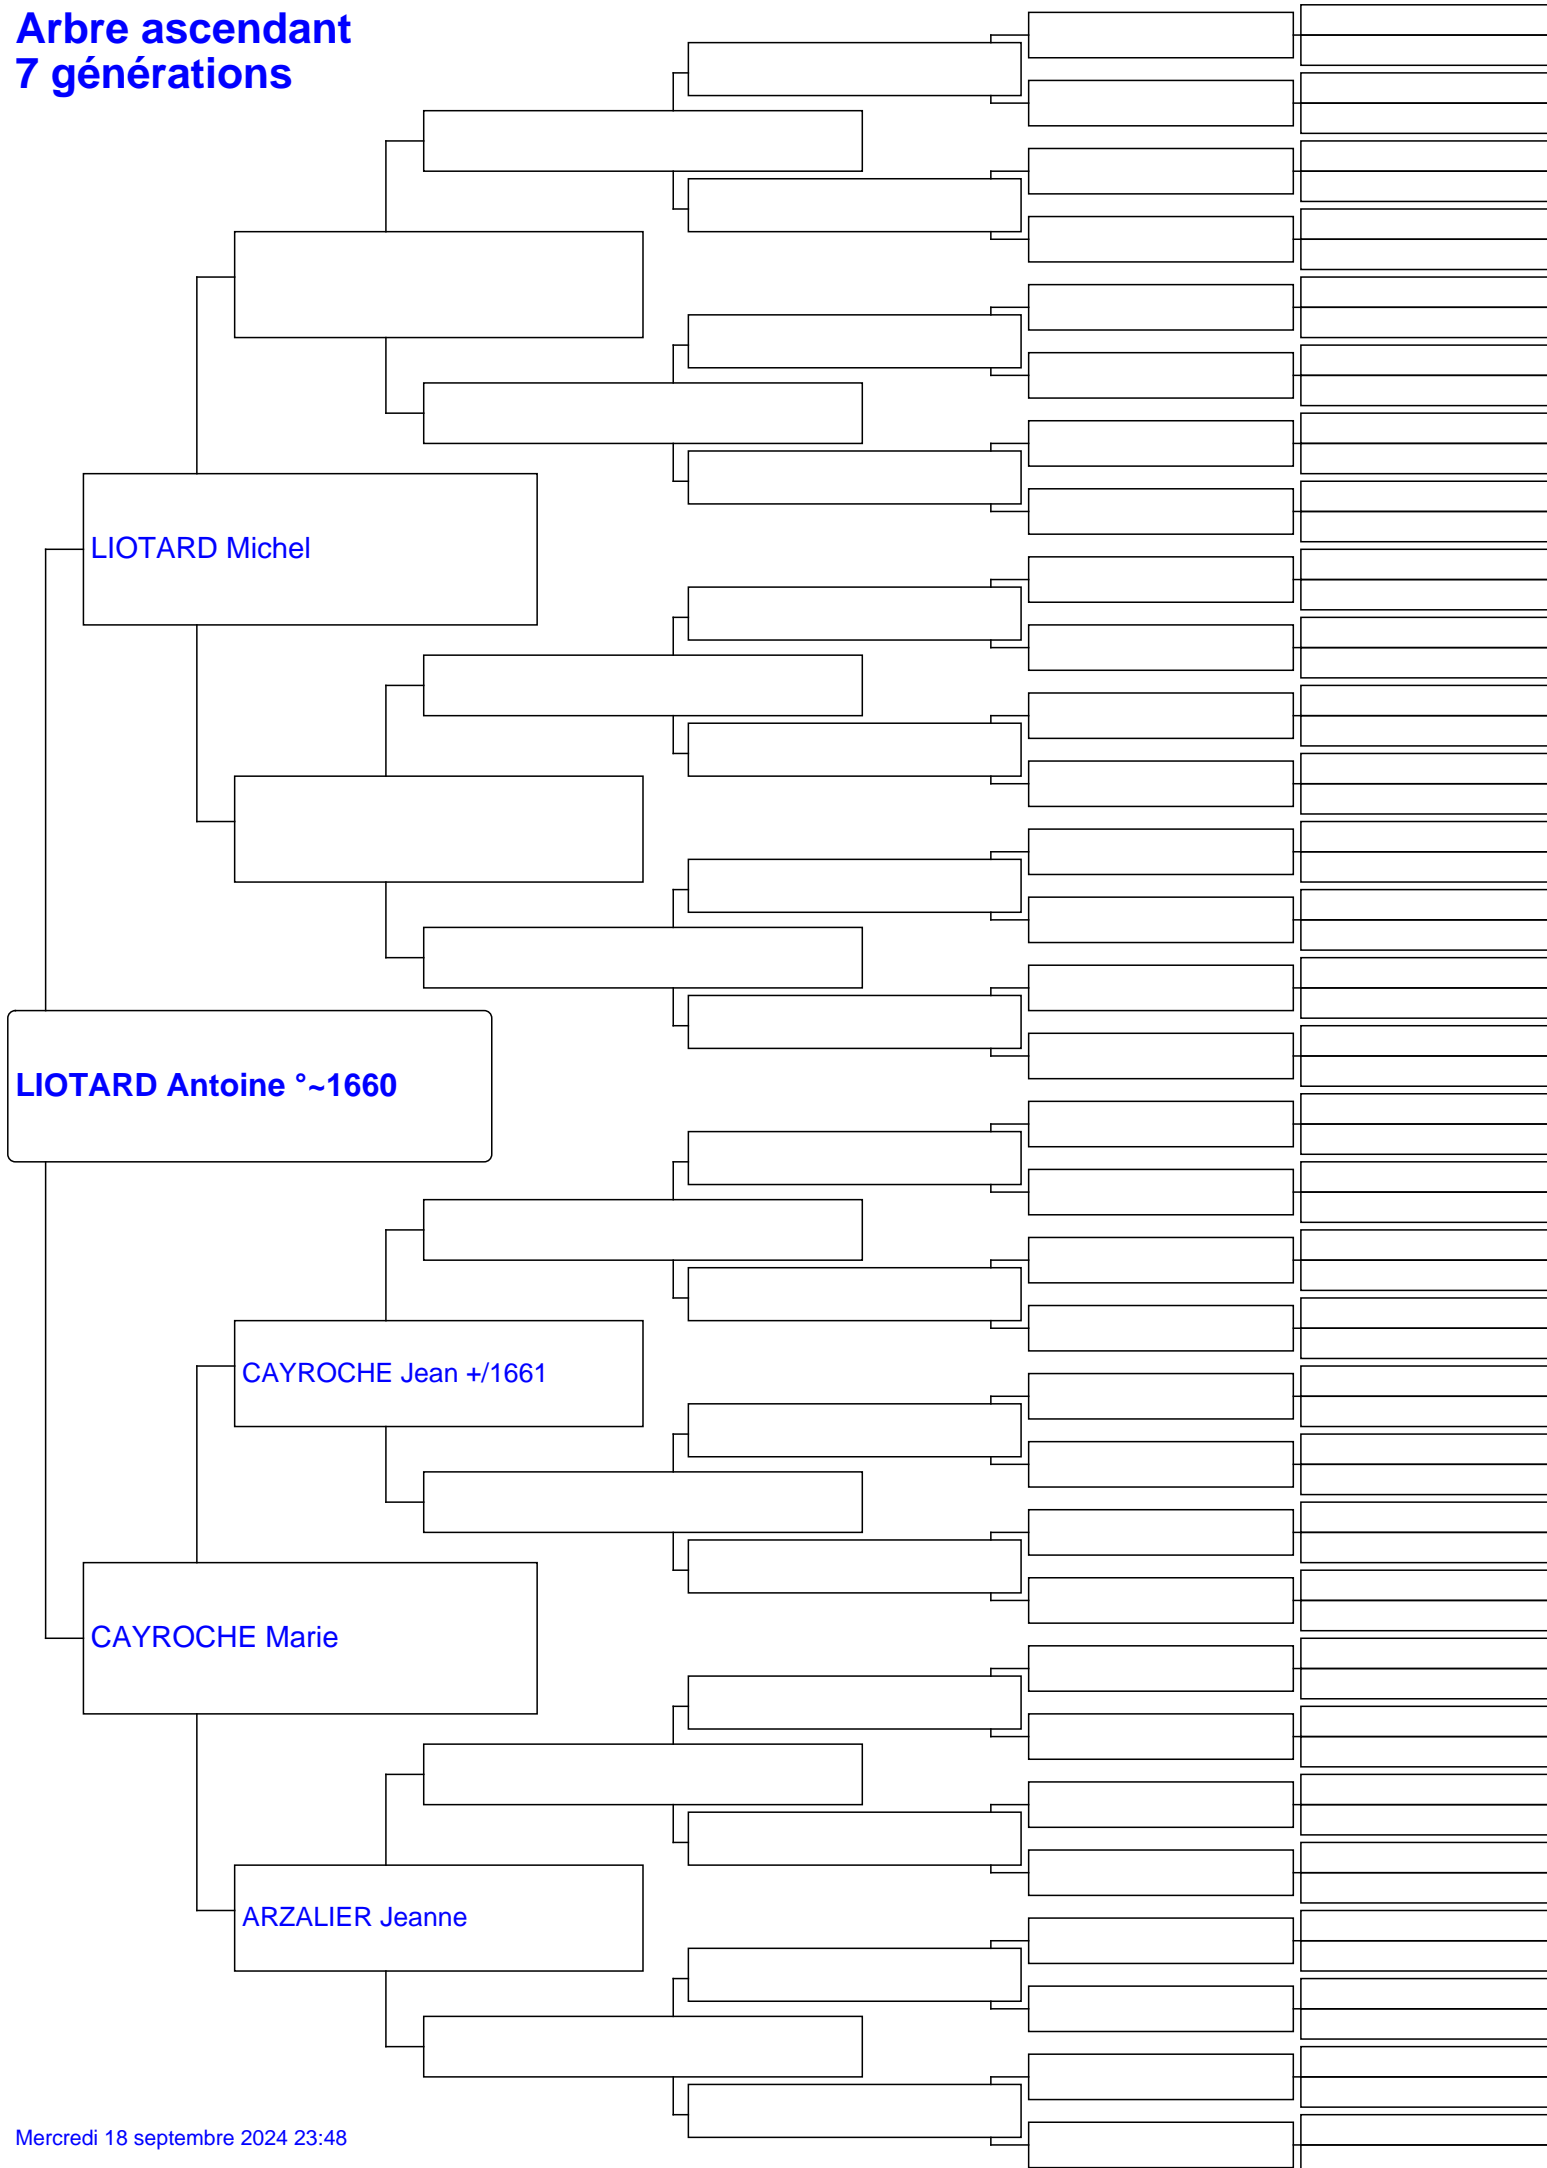 Arbre ascendant
7 générations
LIOTARD Michel
LIOTARD Antoine °~1660
CAYROCHE Jean +/1661
CAYROCHE Marie
ARZALIER Jeanne
Mercredi 18 septembre 2024 23:48